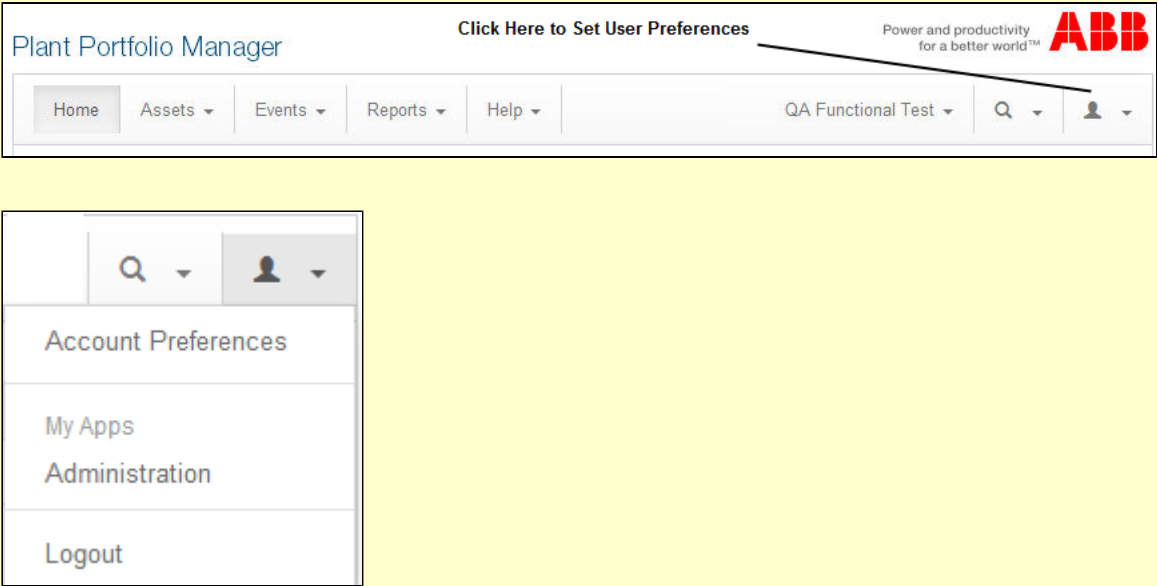 Click Here to Set User Preferences
Power and productivity
for a better world™
ABB
Plant Portfolio Manager
Home Assets Events Reports Help QA Functional Test
Account Preferences
My Apps
Administration
Logout